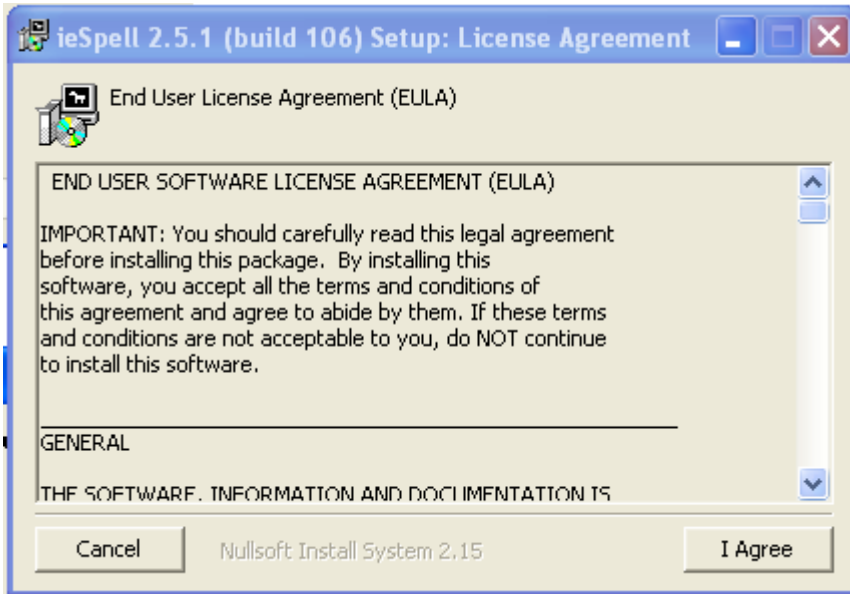 ieSpell 2.5.1 (build 106) Setup: License Agreement
End User License Agreement (EULA)
END USER SOFTWARE LICENSE AGREEMENT (EULA)
IMPORTANT: You should carefully read this legal agreement
before installing this package. By installing this
software, you accept all the terms and conditions of
this agreement and agree to abide by them. If these terms
and conditions are not acceptable to you, do NOT continue
to install this software.
GENERAL
THE SOFTWARE, INFORMATION AND DOCUMENTATION IS
Cancel
Nullsoft Install System 2.15
I Agree